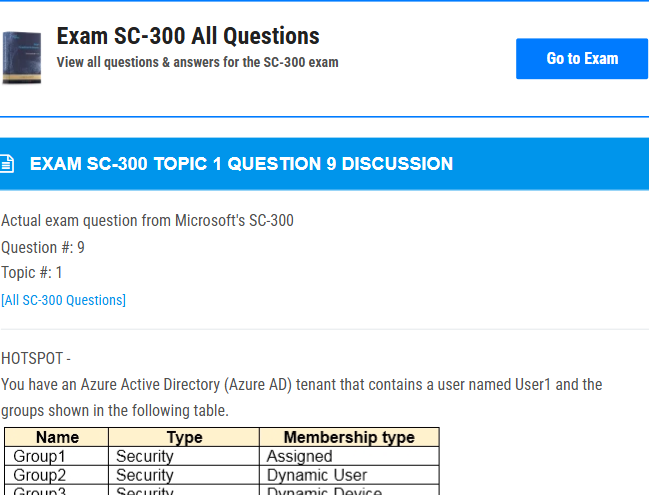 Exam SC-300 All Questions
View all questions & answers for the SC-300 exam
Go to Exam
EXAM SC-300 TOPIC 1 QUESTION 9 DISCUSSION
Actual exam question from Microsoft's SC-300
Question #: 9
Topic #: 1
[All SC-300 Questions]
HOTSPOT -
You have an Azure Active Directory (Azure AD) tenant that contains a user named User1 and the
groups shown in the following table.
Name Type Membership type
Group1 Security Assigned
Group2 Security Dynamic User
Group3 Security Dynamic Device